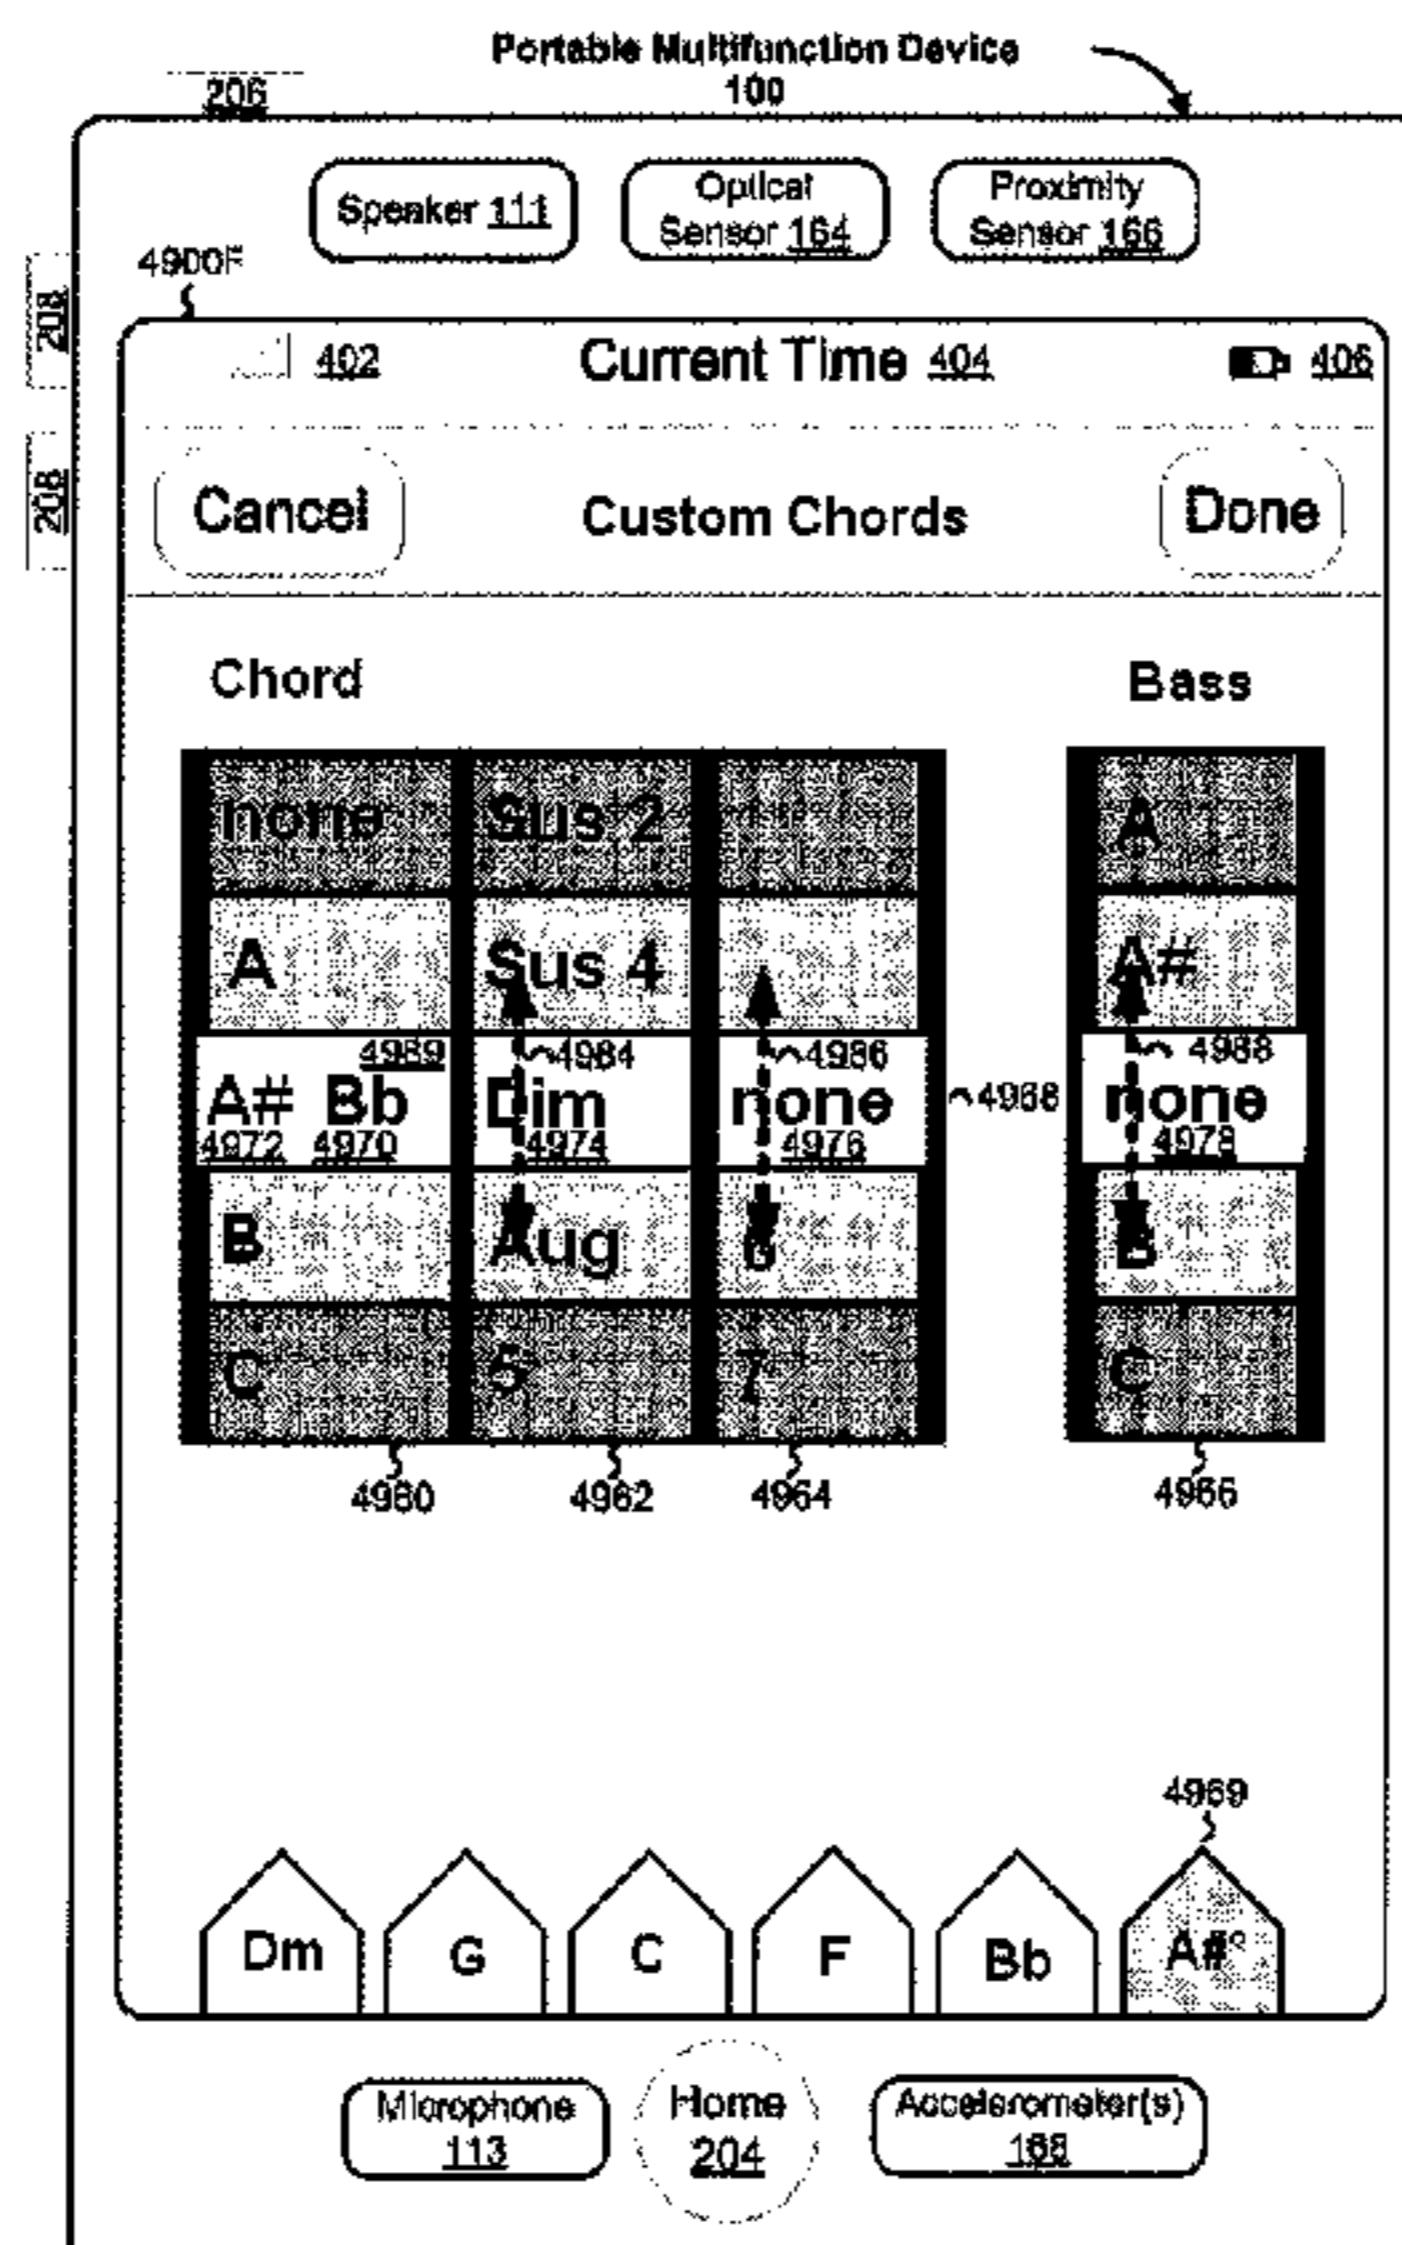 Portable Multifunction Device
100
206
Speaker 111
Optical
Sensor 164
Proximity
Sensor 166
4900F
208
208
402
Current Time 404
406
Cancel
Custom Chords
Done
Chord
Bass
none
Sus 2
A
A
Sus 4
A#
4989
4984
4986
4988
A# Bb
Dim
none
4968
none
4972
4970
4974
4976
4978
B
Aug
6
B
C
5
7
C
4960
4962
4964
4966
4969
Dm
G
C
F
Bb
A#°
Microphone
113
Home
204
Accelerometer(s)
168